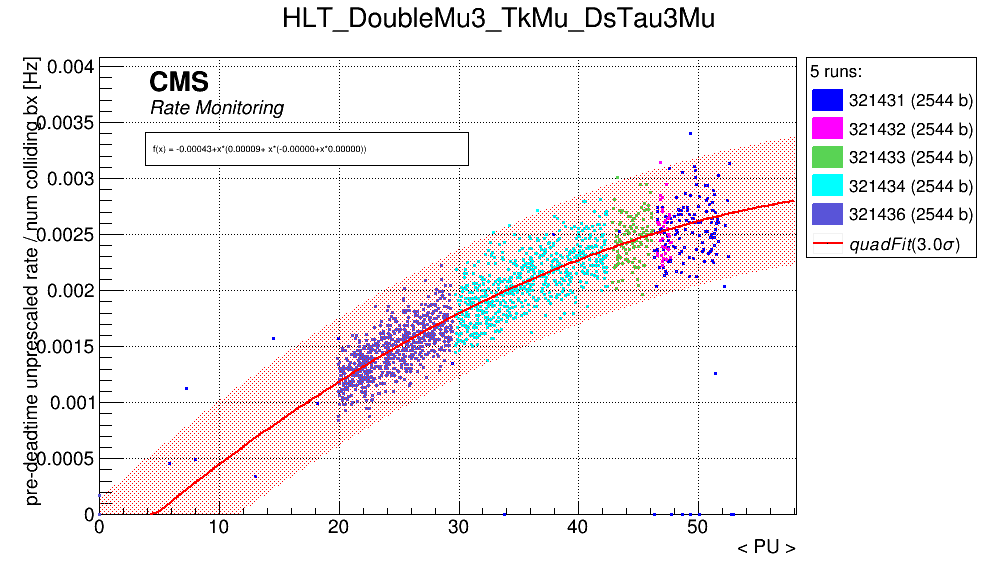 HLT_DoubleMu3_TkMu_DsTau3Mu
pre-deadtime unprescaled rate / num colliding bx [Hz]
0.004
0.0035
0.003
0.0025
0.002
0.0015
0.001
0.0005
0
CMS
Rate Monitoring
f(x) = -0.00043+x*(0.00009+ x*(-0.00000+x*0.00000))
0 10 20 30 40 50
< PU >
5 runs:
321431 (2544 b)
321432 (2544 b)
321433 (2544 b)
321434 (2544 b)
321436 (2544 b)
quadFit(3.0σ)